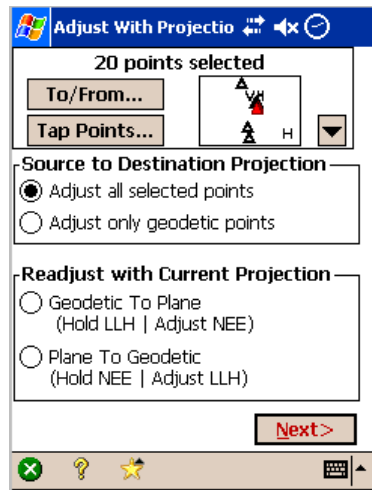 Adjust With Projectio
20 points selected
To/From...
Tap Points...
H
Source to Destination Projection
Adjust all selected points
Adjust only geodetic points
Readjust with Current Projection
Geodetic To Plane
(Hold LLH | Adjust NEE)
Plane To Geodetic
(Hold NEE | Adjust LLH)
Next>